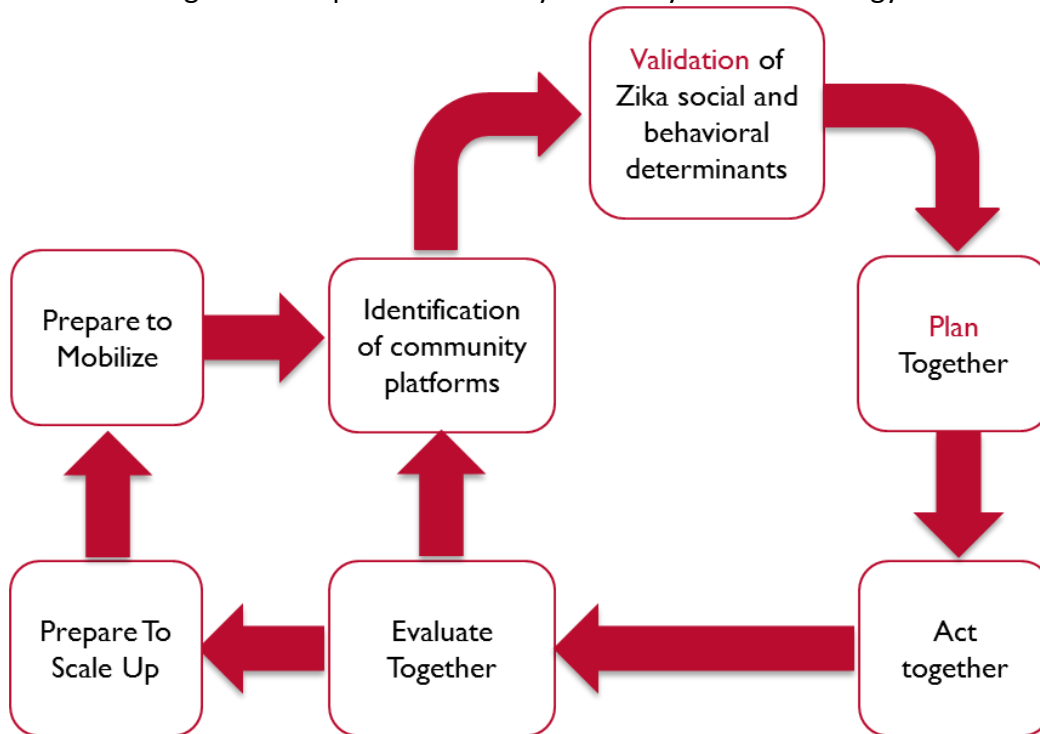 Validation of
Zika social and
behavioral
determinants
Prepare to
Mobilize
Identification
of community
platforms
Plan
Together
Prepare To
Scale Up
Evaluate
Together
Act
together